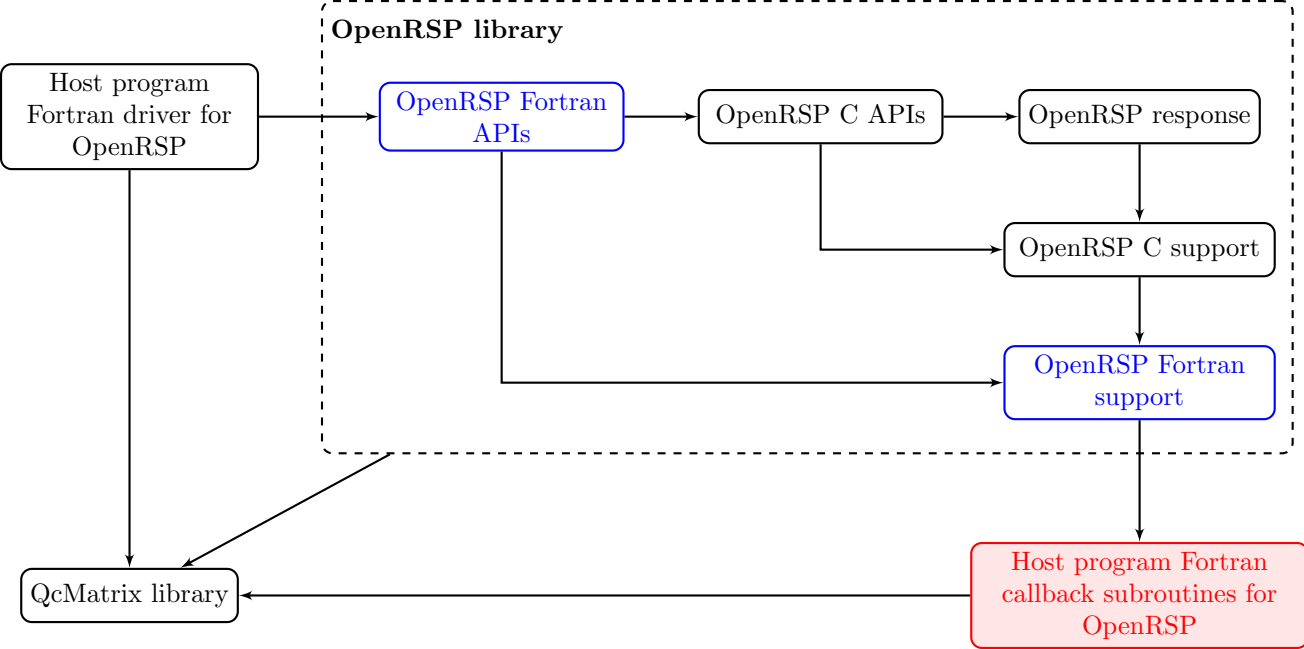 OpenRSP library
Host program
Fortran driver for
OpenRSP
OpenRSP Fortran
APIs
OpenRSP C APIs
OpenRSP response
OpenRSP C support
OpenRSP Fortran
support
QcMatrix library
Host program Fortran
callback subroutines for
OpenRSP